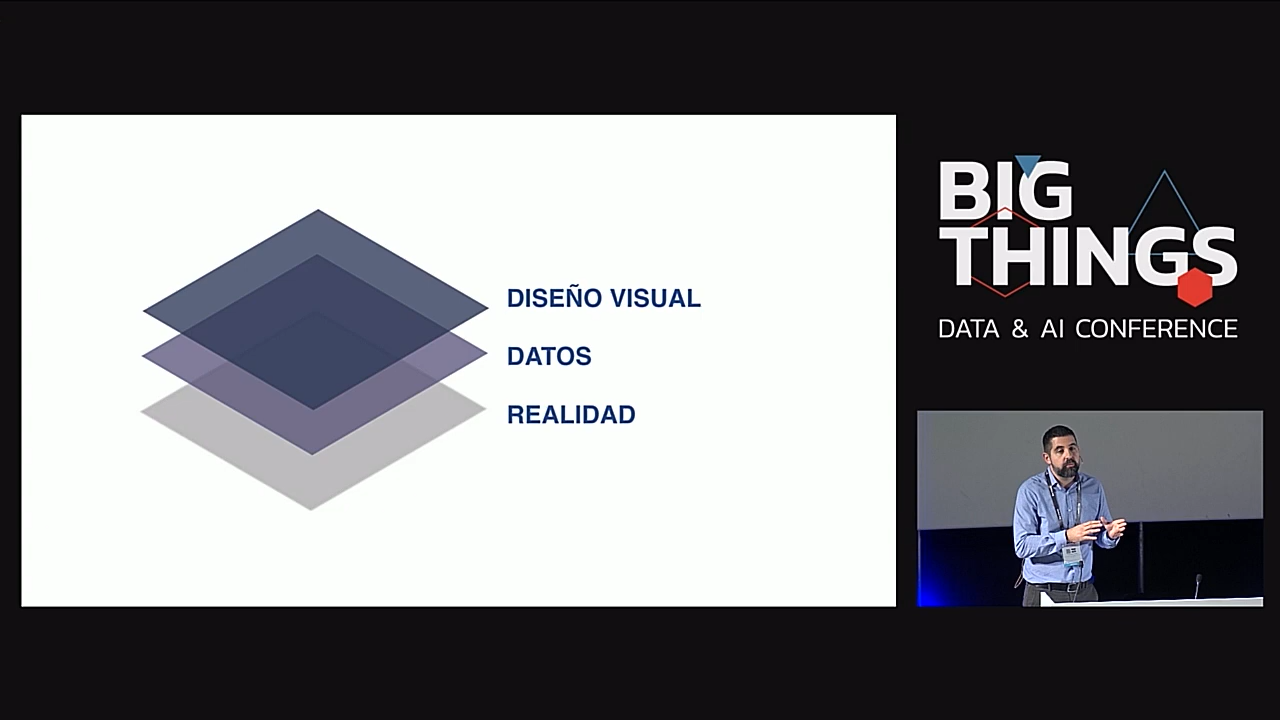 DISEÑO VISUAL
DATOS
REALIDAD
BIG
THINGS
DATA & AI CONFERENCE